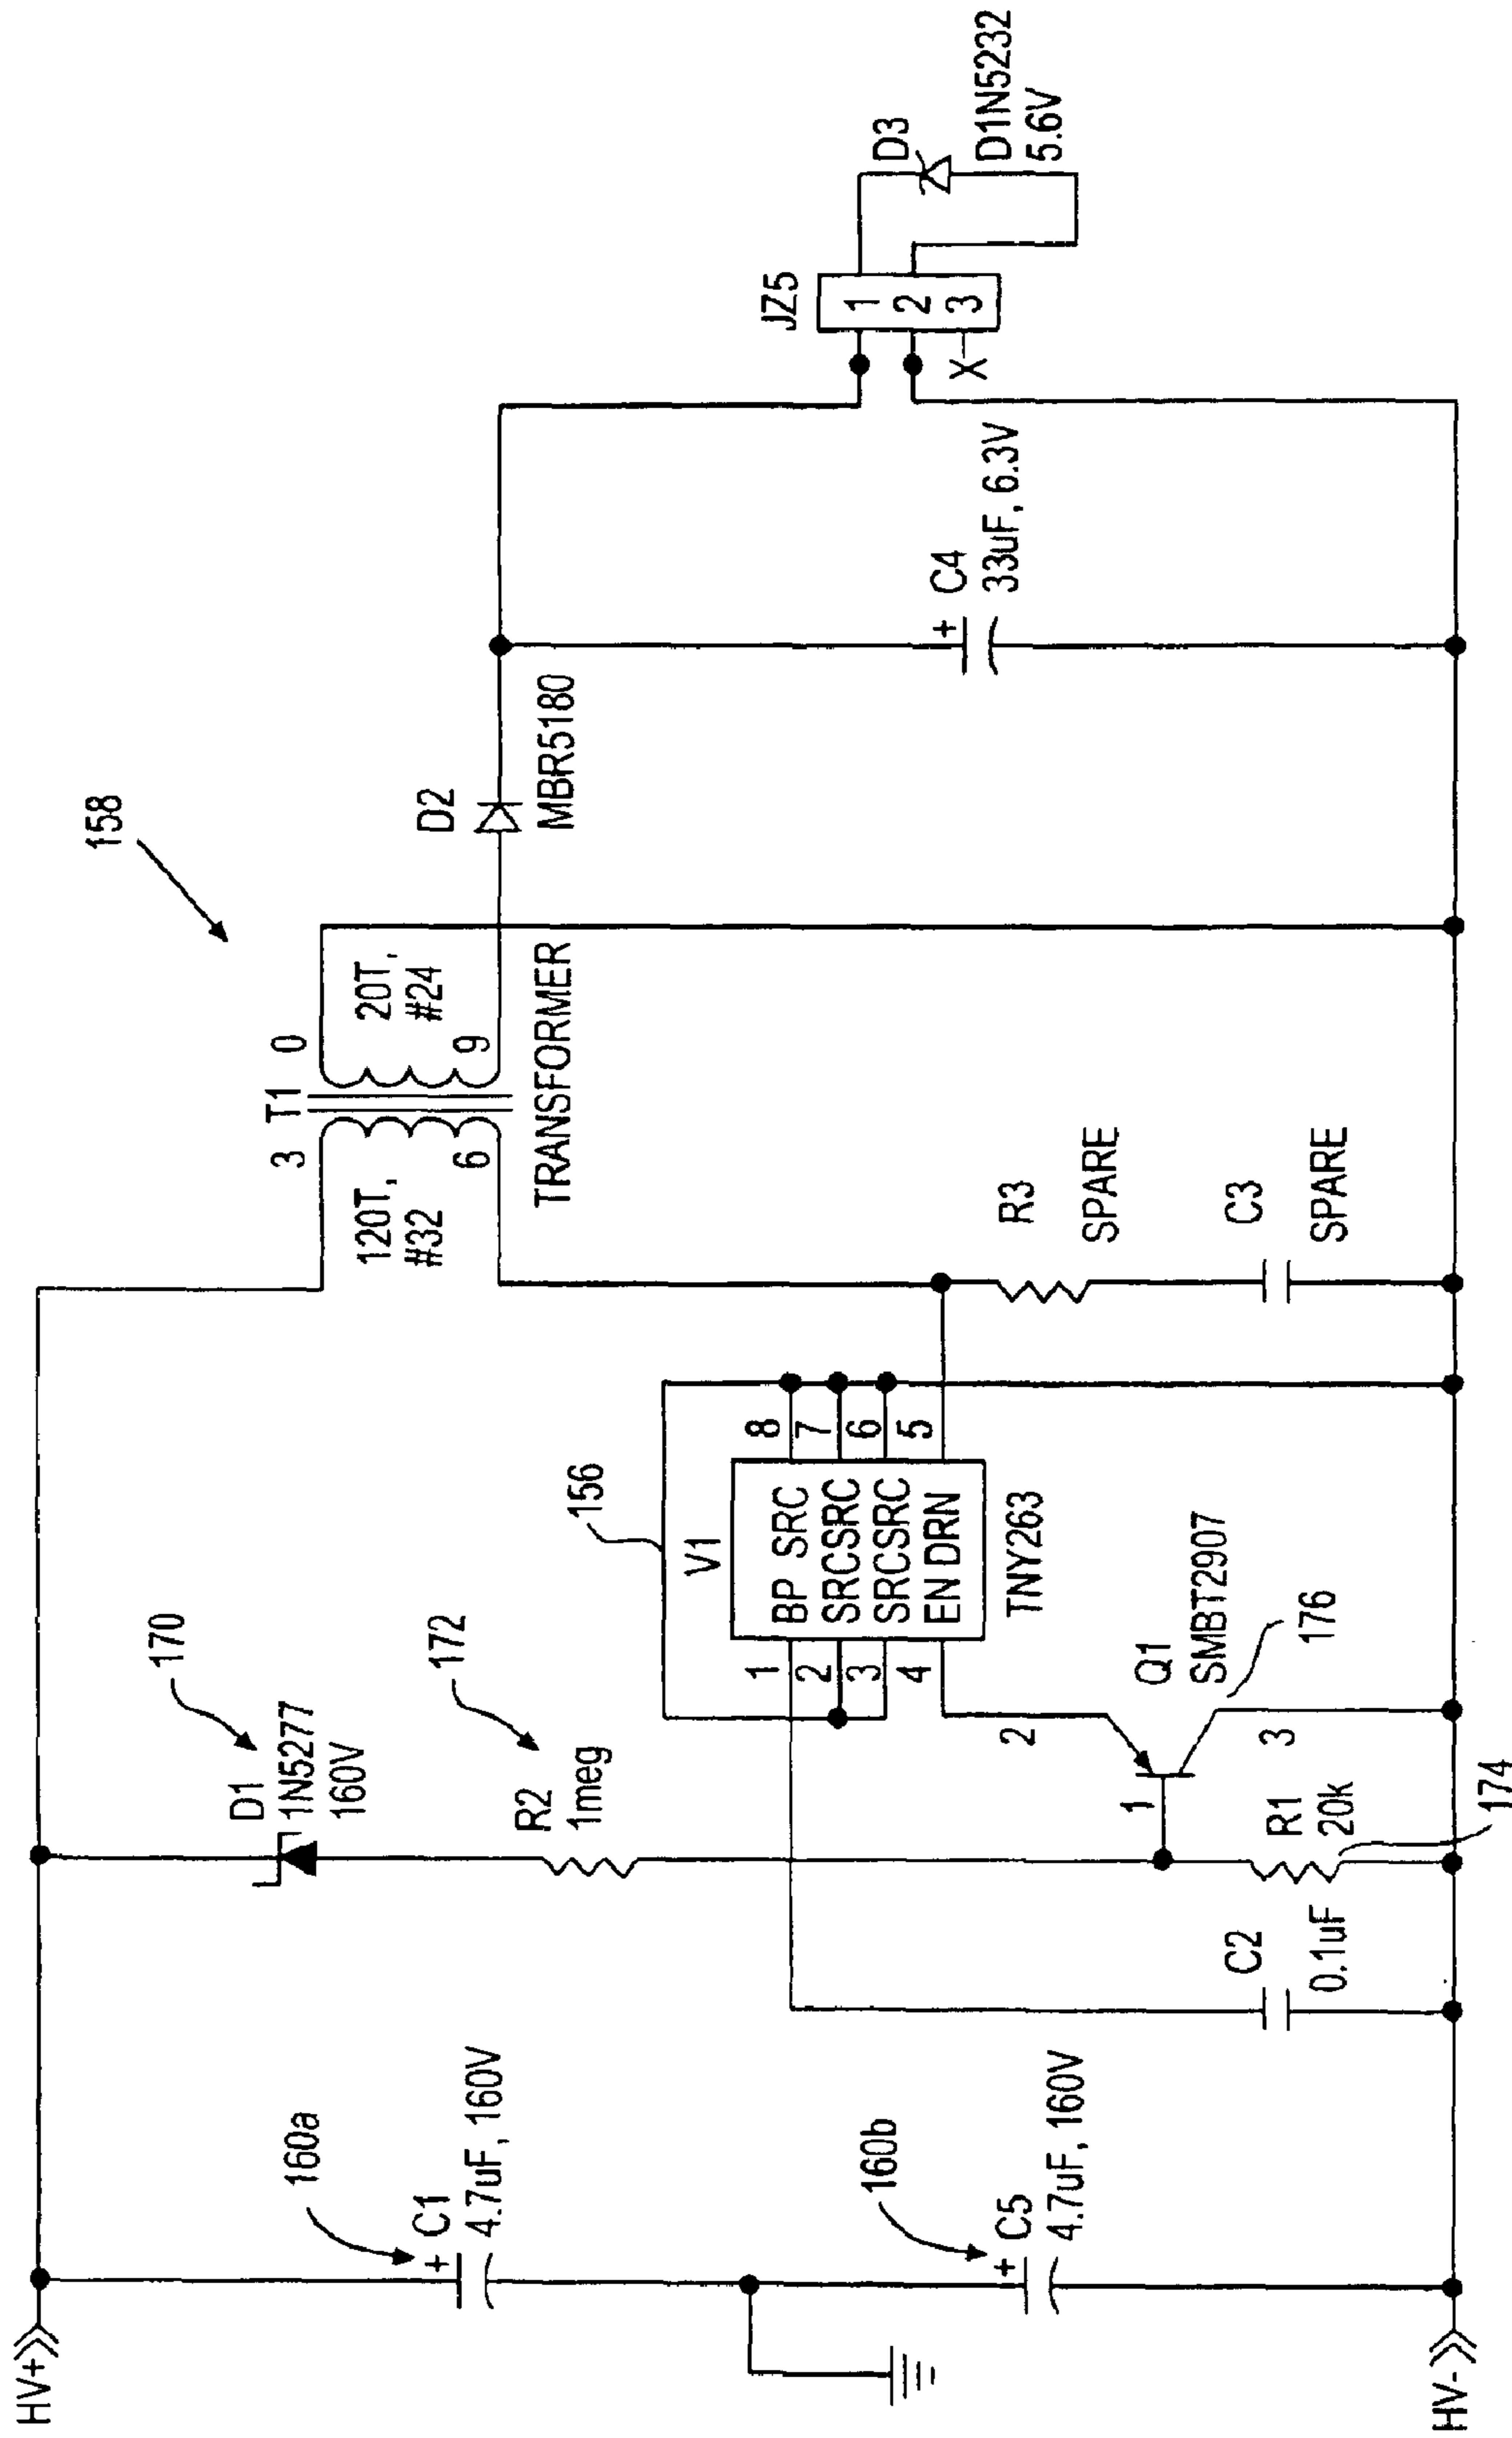 HV+
160a
C1
4.7uF, 160V
160b
C5
4.7uF, 160V
HV-
170
D1
1N5277
160V
172
R2
1meg
C2
0.1uF
R1
20k
174
1
2
3
Q1
SMBT2907
176
156
V1
1
2
3
4
BP SRC
SRCSRC
SRCSRC
EN DRN
8
7
6
5
TNY263
R3
SPARE
C3
SPARE
158
T1
3
6
0
9
120T,
#32
20T,
#24
TRANSFORMER
D2
MBR5180
C4
+
33uF, 6.3V
JZ5
1
2
3
X
D3
D1N5232
5.6V
+
+